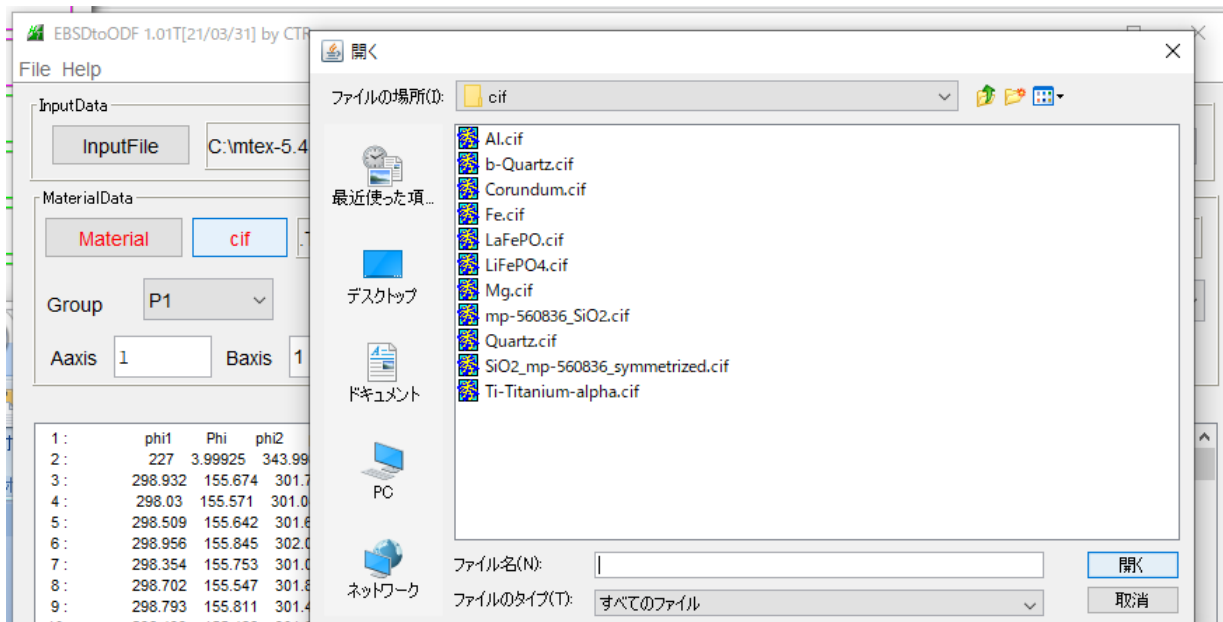 EBSDtoODF 1.01T[21/03/31] by CTR
File Help
InputData
InputFile
C:\mtex-5.4
MaterialData
Material
cif
Group
P1
Aaxis
1
Baxis
1
1 : phi1 Phi phi2
2 : 227 3.99925 343.99
3 : 298.932 155.674 301.7
4 : 298.03 155.571 301.0
5 : 298.509 155.642 301.6
6 : 298.956 155.845 302.0
7 : 298.354 155.753 301.0
8 : 298.702 155.547 301.8
9 : 298.793 155.811 301.4
開く
ファイルの場所(I):
cif
最近使った項...
デスクトップ
ドキュメント
PC
ネットワーク
Al.cif
b-Quartz.cif
Corundum.cif
Fe.cif
LaFePO.cif
LiFePO4.cif
Mg.cif
mp-560836_SiO2.cif
Quartz.cif
SiO2_mp-560836_symmetrized.cif
Ti-Titanium-alpha.cif
ファイル名(N):
開く
ファイルのタイプ(T):
すべてのファイル
取消